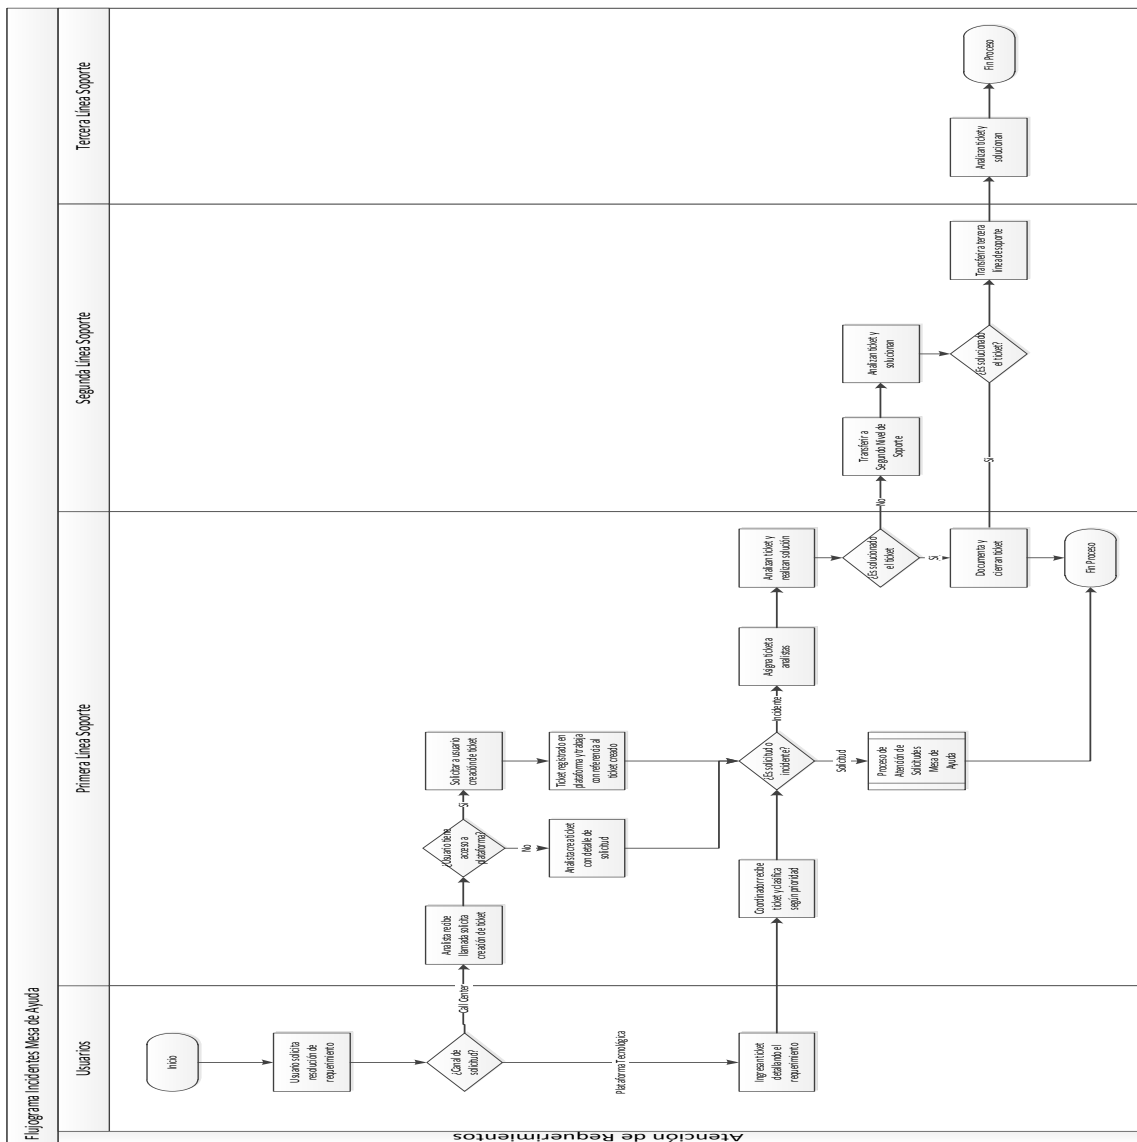 Flujograma Incidentes Mesa de Ayuda
Atención de Requerimientos
Usuarios
Primera Línea Soporte
Segunda Línea Soporte
Tercera Línea Soporte
Inicio
Usuario solicita
resolución de
requerimiento
¿Canal de
solicitud?
Call Center
Plataforma Tecnológica
Ingresan ticket
detallando el
requerimiento
Analista recibe
llamada solicita
creación de ticket
¿Usuario tiene
acceso a
plataforma?
Si
No
Solicitar a usuario
creación de ticket
Ticket registrado en
plataforma y trabaja
con referencia al
ticket creado
Analista crea ticket
con detalle de
solicitud
Coordinador recibe
ticket y clasifica
según prioridad
¿Es solicitud o
incidente?
Incidente
Solicitud
Proceso de
Atención de
Solicitudes
Mesa de
Ayuda
Asigna ticket a
analistas
Analizan ticket y
realizan solución
¿Es solucionado
el ticket
No
Si
Documenta y
cierran ticket
Fin Proceso
Transferir a
Segundo Nivel de
Soporte
Analizan ticket y
solucionan
¿Es solucionado
el ticket?
Si
Transferir a tercera
línea de soporte
Analizan ticket y
solucionan
Fin Proceso